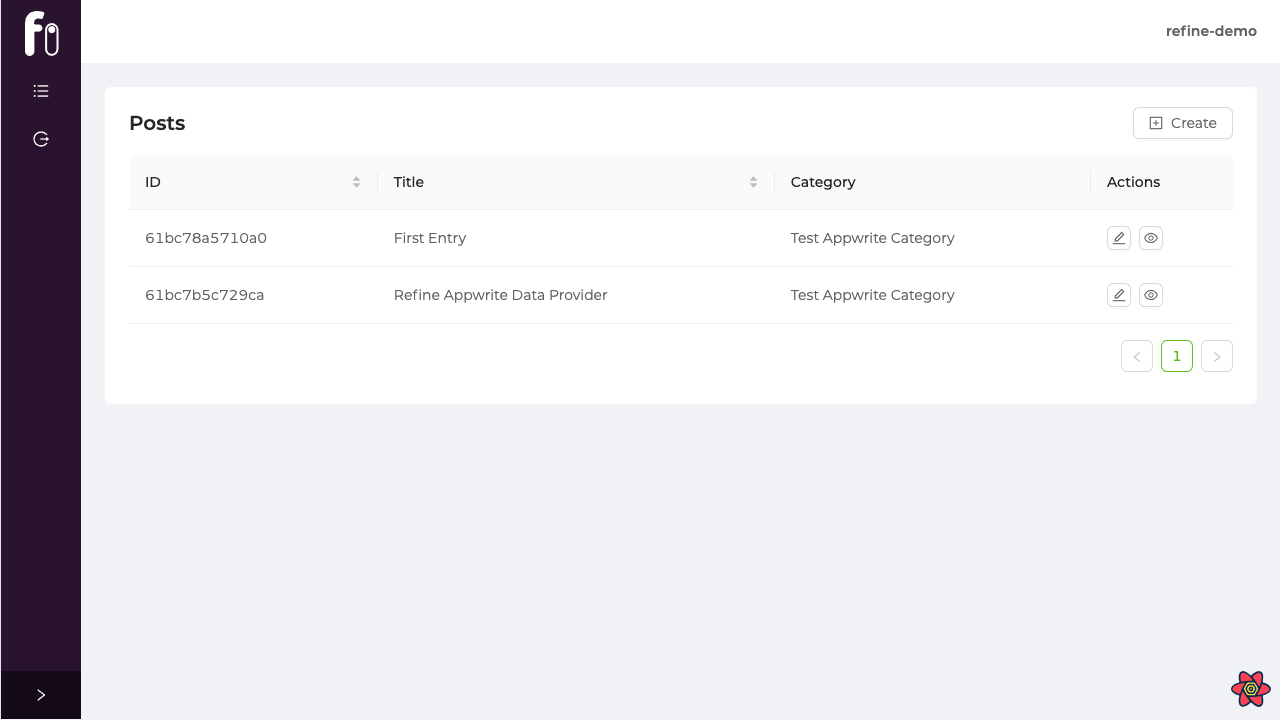 refine-demo
Posts
Create
ID Title Category Actions
61bc78a5710a0 First Entry Test Appwrite Category
61bc7b5c729ca Refine Appwrite Data Provider Test Appwrite Category
1